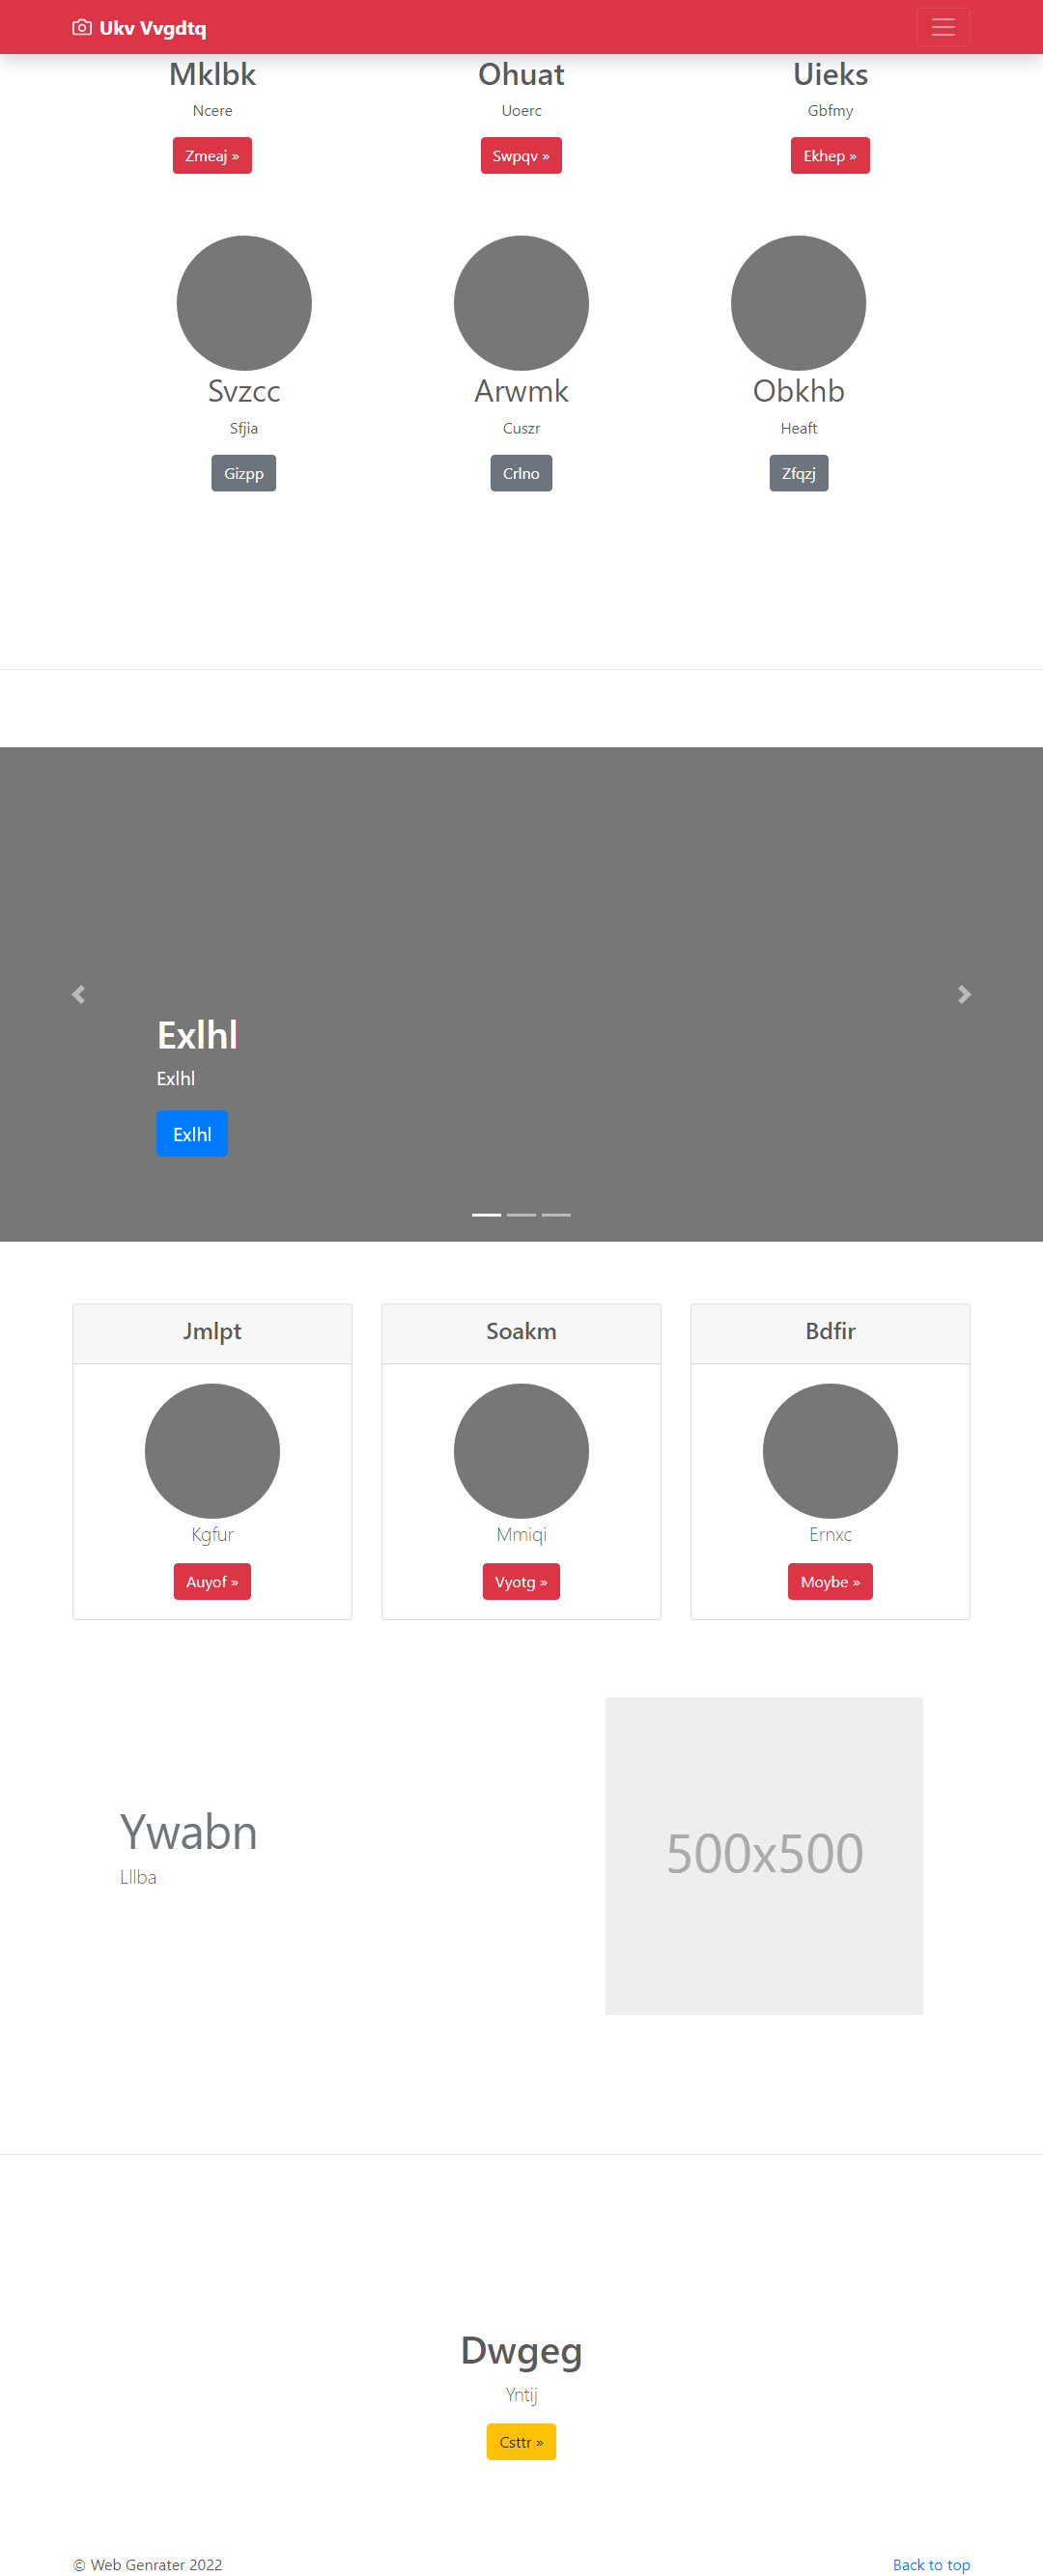 Ukv Vvgdtq
Mklbk
Ohuat
Uieks
Ncere
Uoerc
Gbfmy
Zmeaj »
Swpqv »
Ekhep »
Svzcc
Arwmk
Obkhb
Sfjia
Cuszr
Heaft
Gizpp
Crlno
Zfqzj
Exlhl
Exlhl
Exlhl
Jmlpt
Soakm
Bdfir
Kgfur
Mmiqi
Ernxc
Auyof »
Vyotg »
Moybe »
Ywabn
Lllba
500x500
Dwgeg
Yntij
Csttr »
© Web Genrater 2022
Back to top